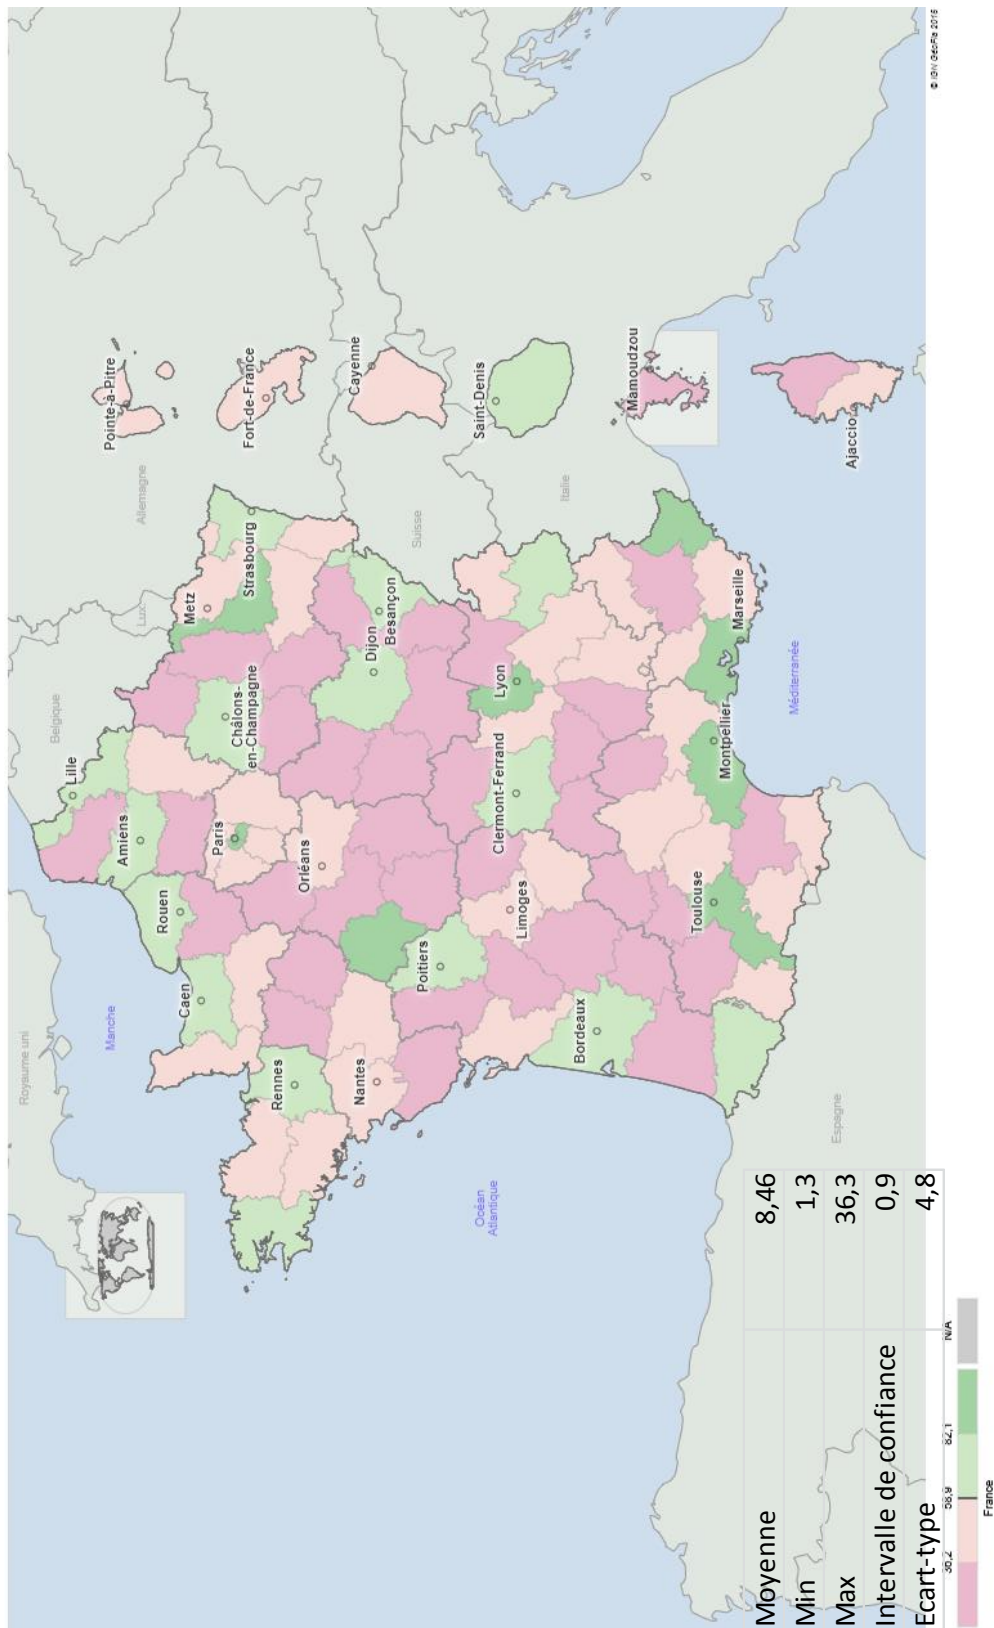 Royaume uni
Manche
Belgique
Lux.
Allemagne
Suisse
Italie
Espagne
Océan
Atlantique
Méditerranée
Lille
Amiens
Rouen
Caen
Paris
Châlons-
en-Champagne
Metz
Strasbourg
Rennes
Nantes
Orléans
Dijon
Besançon
Poitiers
Limoges
Clermont-Ferrand
Lyon
Bordeaux
Toulouse
Montpellier
Marseille
Ajaccio
Pointe-à-Pitre
Fort-de-France
Cayenne
Saint-Denis
Mamoudzou
Moyenne 8,46
Min 1,3
Max 36,3
Intervalle de confiance 0,9
Ecart-type 4,8
N/A
France
© IGN GéoFla 2016